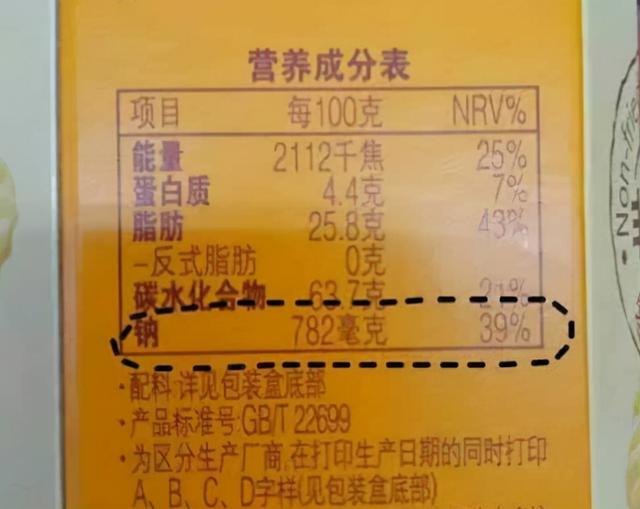 营养成分表
项目 每100克 NRV%
能量 2112千焦 25%
蛋白质 4.4克 7%
脂肪 25.8克 43%
-反式脂肪 0克
碳水化合物 63.7克 21%
钠 782毫克 39%
·配料:详见包装盒底部
·产品标准号:GB/T 22699
·为区分生产厂商,在打印生产日期的同时打印
A、B、C、D字样(见包装盒底部)
Non-frie